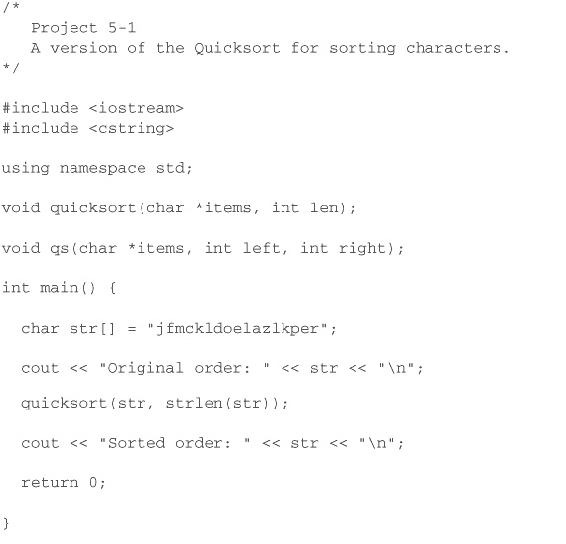 /*
Project 5-1
A version of the Quicksort for sorting characters.
*/
#include <iostream>
#include <cstring>
using namespace std;
void quicksort(char *items, int len);
void qs(char *items, int left, int right);
int main() {
char str[] = "jfmckldoelazlkper";
cout << "Original order: " << str << "\n";
quicksort(str, strlen(str));
cout << "Sorted order: " << str << "\n";
return 0;
}